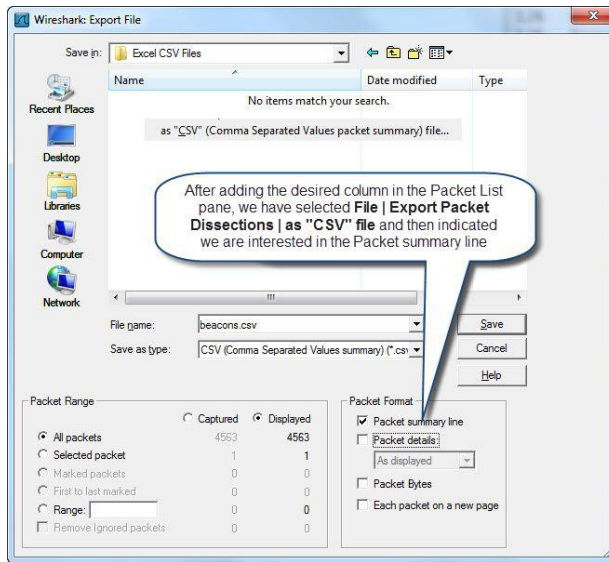 Wireshark: Export File
Save in: Excel CSV Files
Name Date modified Type
No items match your search.
as "CSV" (Comma Separated Values packet summary) file...
Recent Places
Desktop
Libraries
Computer
Network
After adding the desired column in the Packet List
pane, we have selected File | Export Packet
Dissections | as "CSV" file and then indicated
we are interested in the Packet summary line
File name: beacons.csv Save
Save as type: CSV (Comma Separated Values summary) (*.csv Cancel
Help
Packet Range
Captured Displayed
All packets 4563 4563
Selected packet 1 1
Marked packets 0 0
First to last marked 0 0
Range: 0 0
Remove Ignored packets 0 0
Packet Format
Packet summary line
Packet details:
As displayed
Packet Bytes
Each packet on a new page